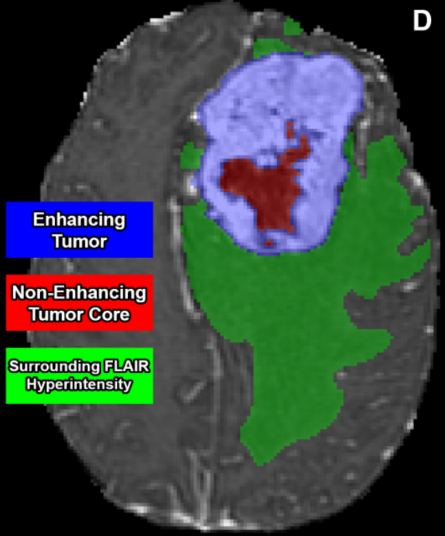 D
Enhancing
Tumor
Non-Enhancing
Tumor Core
Surrounding FLAIR
Hyperintensity